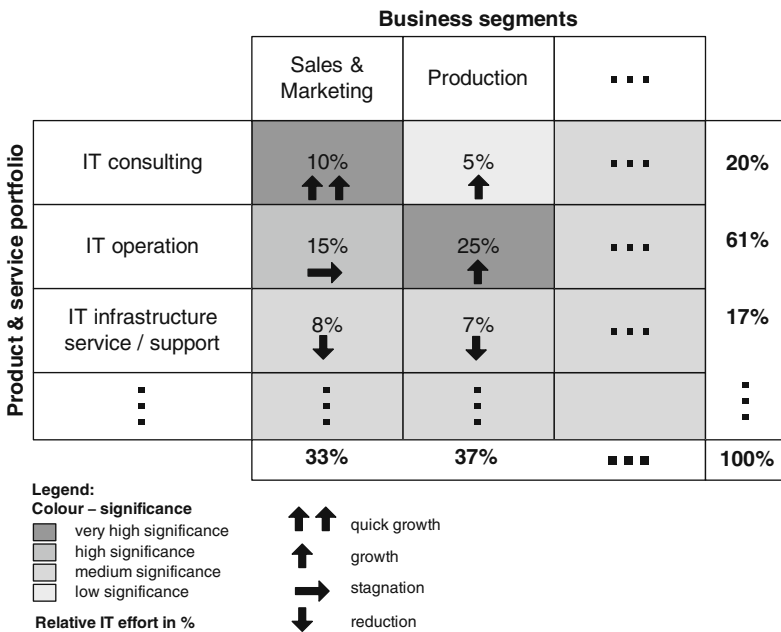 Business segments
Sales &
Marketing
Production
Product & service portfolio
IT consulting
10%
5%
20%
IT operation
15%
25%
61%
IT infrastructure
service / support
8%
7%
17%
33%
37%
100%
Legend:
Colour – significance
very high significance
high significance
medium significance
low significance
Relative IT effort in %
quick growth
growth
stagnation
reduction